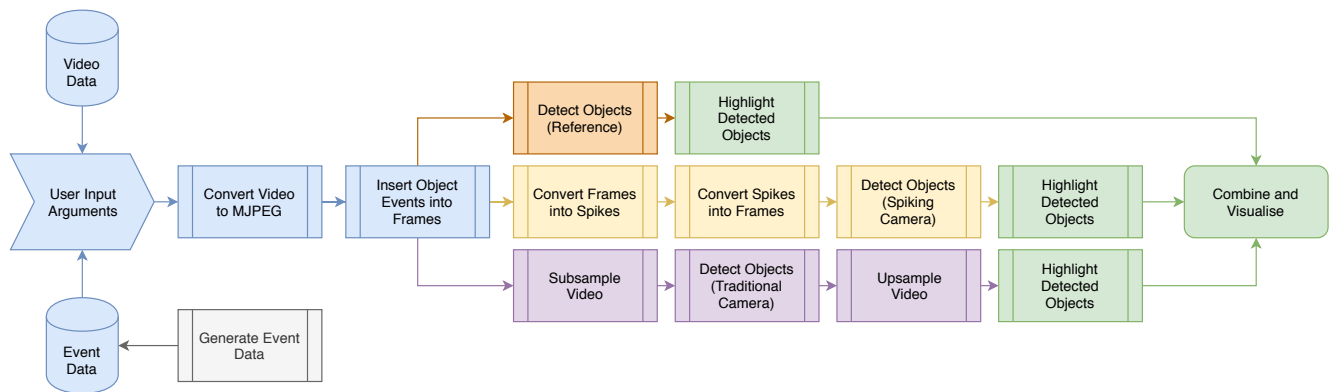 Video
Data
User Input
Arguments
Event
Data
Generate Event
Data
Convert Video
to MJPEG
Insert Object
Events into
Frames
Detect Objects
(Reference)
Highlight
Detected
Objects
Convert Frames
into Spikes
Convert Spikes
into Frames
Detect Objects
(Spiking
Camera)
Highlight
Detected
Objects
Subsample
Video
Detect Objects
(Traditional
Camera)
Upsample
Video
Highlight
Detected
Objects
Combine and
Visualise